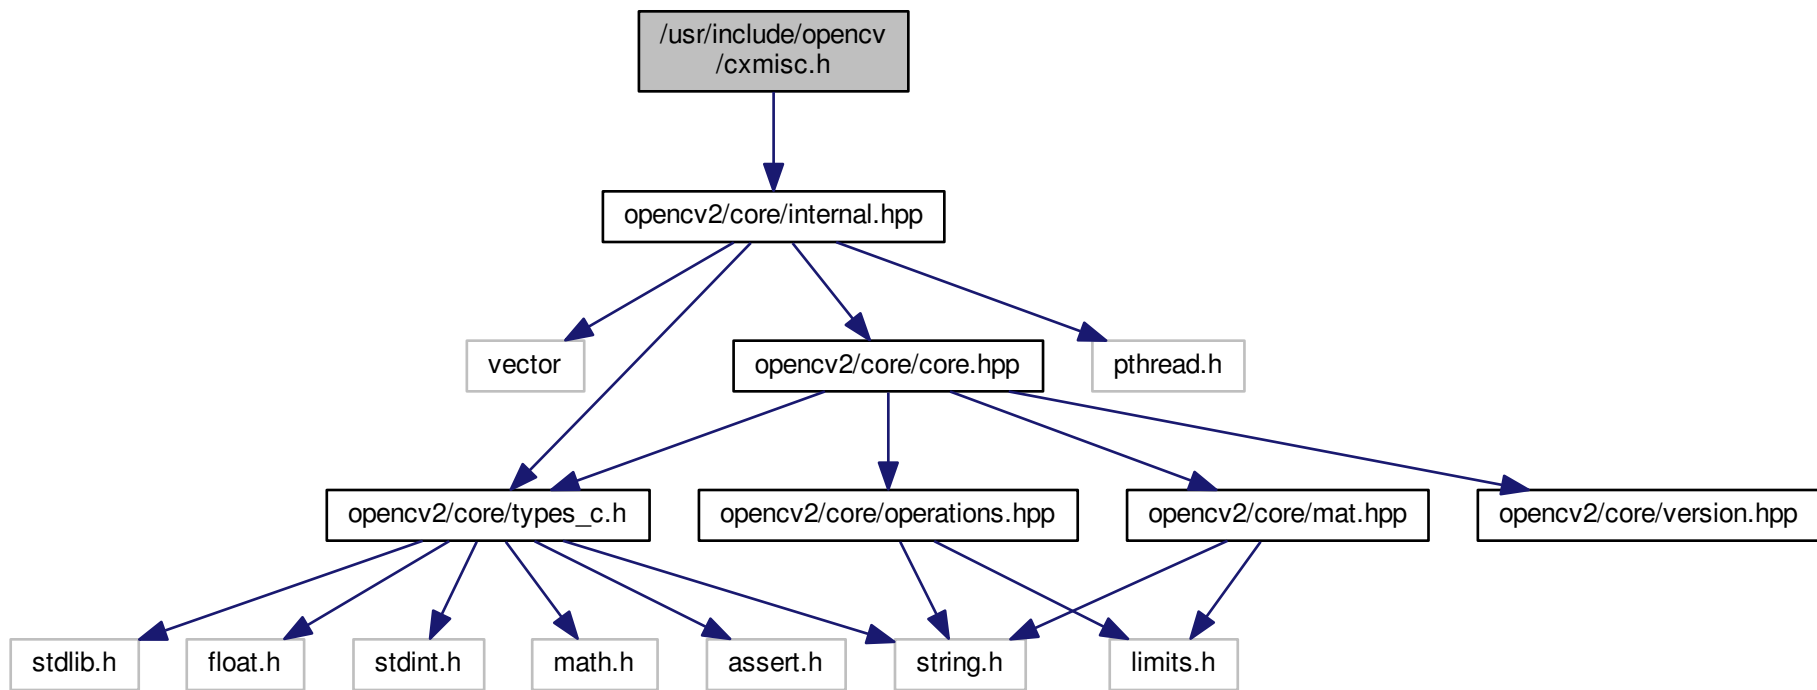 /usr/include/opencv
/cxmisc.h
opencv2/core/internal.hpp
vector
opencv2/core/core.hpp
pthread.h
opencv2/core/types_c.h
opencv2/core/operations.hpp
opencv2/core/mat.hpp
opencv2/core/version.hpp
stdlib.h
float.h
stdint.h
math.h
assert.h
string.h
limits.h